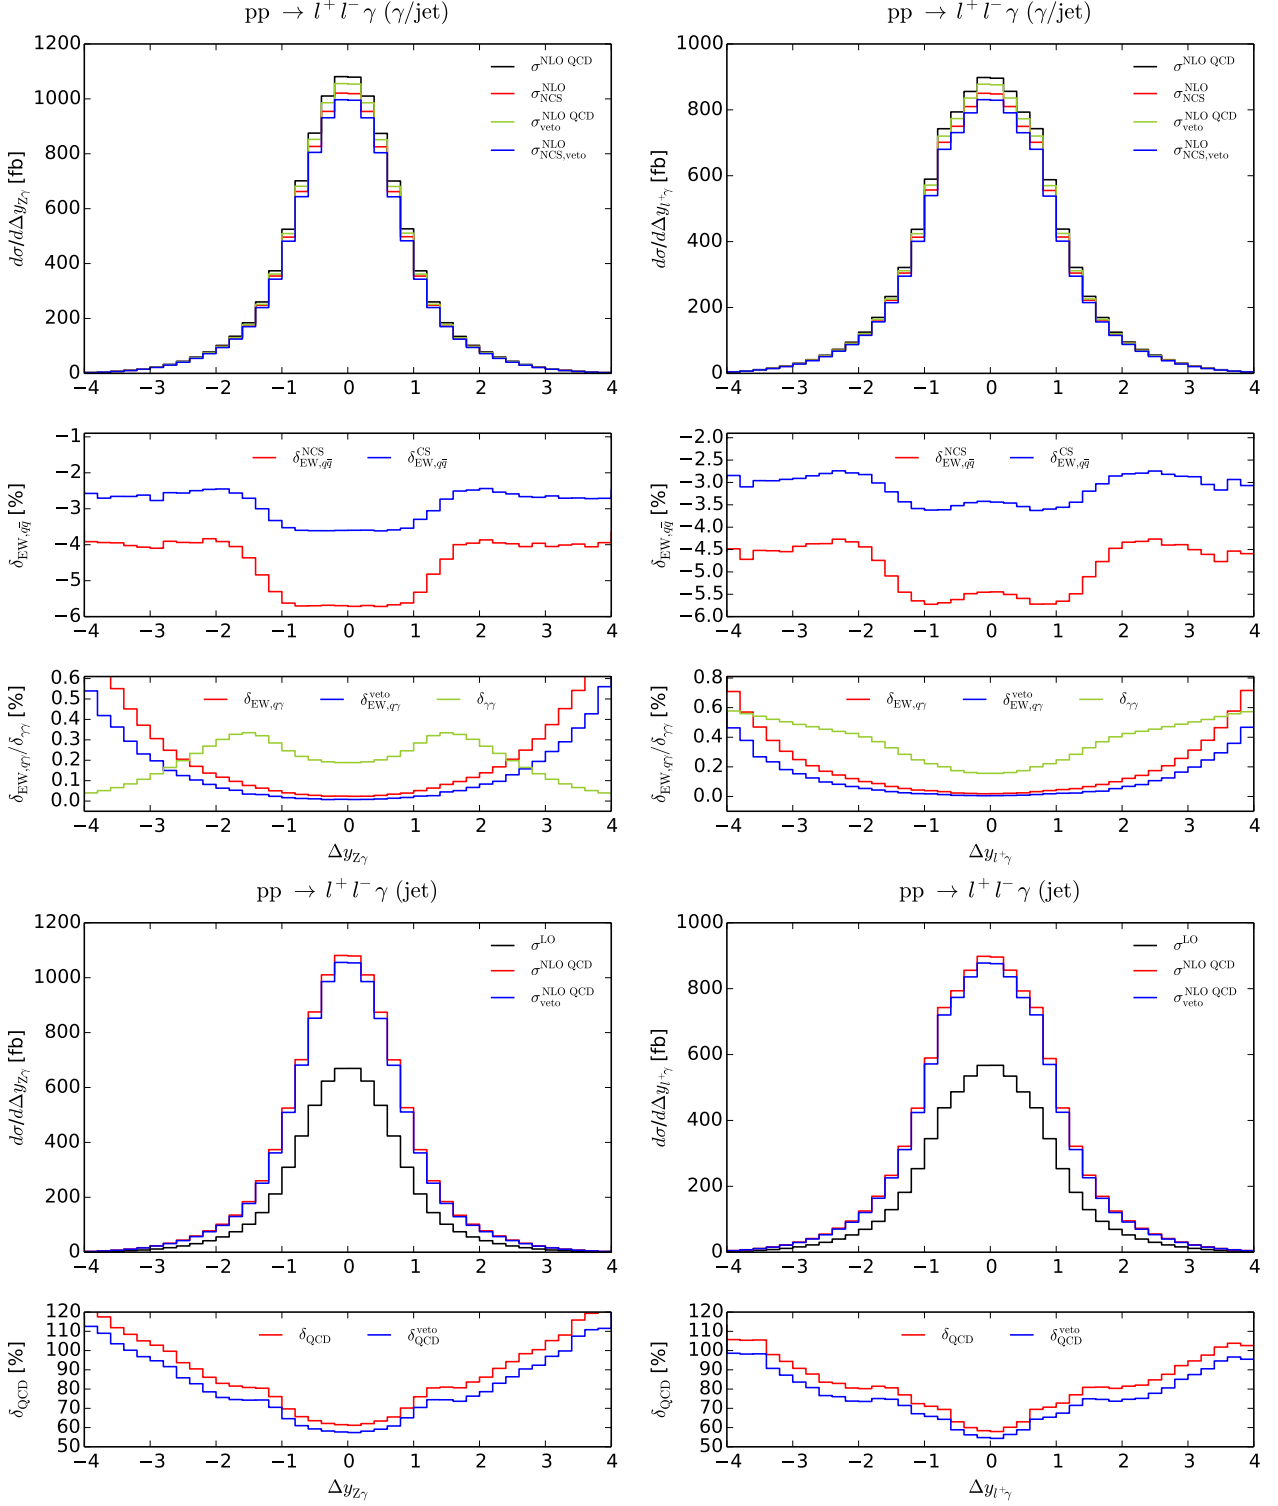 pp → l⁺ l⁻ γ (γ/jet)
1200
1000
800
600
400
200
0
dσ/dΔy_Zγ [fb]
σ^NLO QCD
σ^NLO_NCS
σ^NLO QCD_veto
σ^NLO_NCS,veto
−4 −3 −2 −1 0 1 2 3 4
−1
−2
−3
−4
−5
−6
δ_EW,qq̅ [%]
δ^NCS_EW,qq̅ δ^CS_EW,qq̅
−4 −3 −2 −1 0 1 2 3 4
0.6
0.5
0.4
0.3
0.2
0.1
0.0
δ_EW,qγ/δ_γγ [%]
δ_EW,qγ δ^veto_EW,qγ δ_γγ
−4 −3 −2 −1 0 1 2 3 4
Δy_Zγ
pp → l⁺ l⁻ γ (γ/jet)
1000
800
600
400
200
0
dσ/dΔy_l⁺γ [fb]
σ^NLO QCD
σ^NLO_NCS
σ^NLO QCD_veto
σ^NLO_NCS,veto
−4 −3 −2 −1 0 1 2 3 4
−2.0
−2.5
−3.0
−3.5
−4.0
−4.5
−5.0
−5.5
−6.0
δ_EW,qq̅ [%]
δ^NCS_EW,qq̅ δ^CS_EW,qq̅
−4 −3 −2 −1 0 1 2 3 4
0.8
0.6
0.4
0.2
0.0
δ_EW,qγ/δ_γγ [%]
δ_EW,qγ δ^veto_EW,qγ δ_γγ
−4 −3 −2 −1 0 1 2 3 4
Δy_l⁺γ
pp → l⁺ l⁻ γ (jet)
1200
1000
800
600
400
200
0
dσ/dΔy_Zγ [fb]
σ^LO
σ^NLO QCD
σ^NLO QCD_veto
−4 −3 −2 −1 0 1 2 3 4
120
110
100
90
80
70
60
50
δ_QCD [%]
δ_QCD δ^veto_QCD
−4 −3 −2 −1 0 1 2 3 4
Δy_Zγ
pp → l⁺ l⁻ γ (jet)
1000
800
600
400
200
0
dσ/dΔy_l⁺γ [fb]
σ^LO
σ^NLO QCD
σ^NLO QCD_veto
−4 −3 −2 −1 0 1 2 3 4
120
110
100
90
80
70
60
50
δ_QCD [%]
δ_QCD δ^veto_QCD
−4 −3 −2 −1 0 1 2 3 4
Δy_l⁺γ